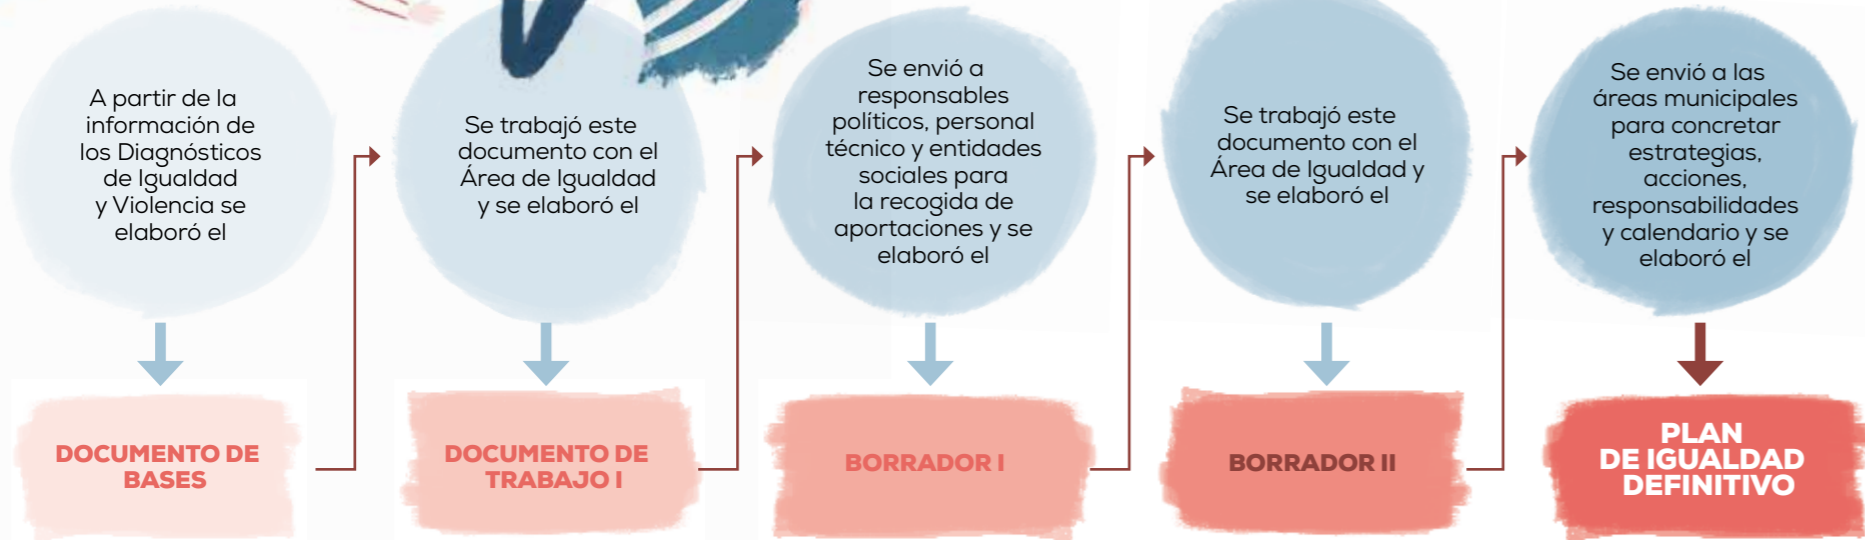 A partir de la
información de
los Diagnósticos
de Igualdad
y Violencia se
elaboró el
DOCUMENTO DE
BASES
Se trabajó este
documento con el
Área de Igualdad
y se elaboró el
DOCUMENTO DE
TRABAJO I
Se envió a
responsables
políticos, personal
técnico y entidades
sociales para
la recogida de
aportaciones y se
elaboró el
BORRADOR I
Se trabajó este
documento con el
Área de Igualdad y
se elaboró el
BORRADOR II
Se envió a las
áreas municipales
para concretar
estrategias,
acciones,
responsabilidades
y calendario y se
elaboró el
PLAN
DE IGUALDAD
DEFINITIVO